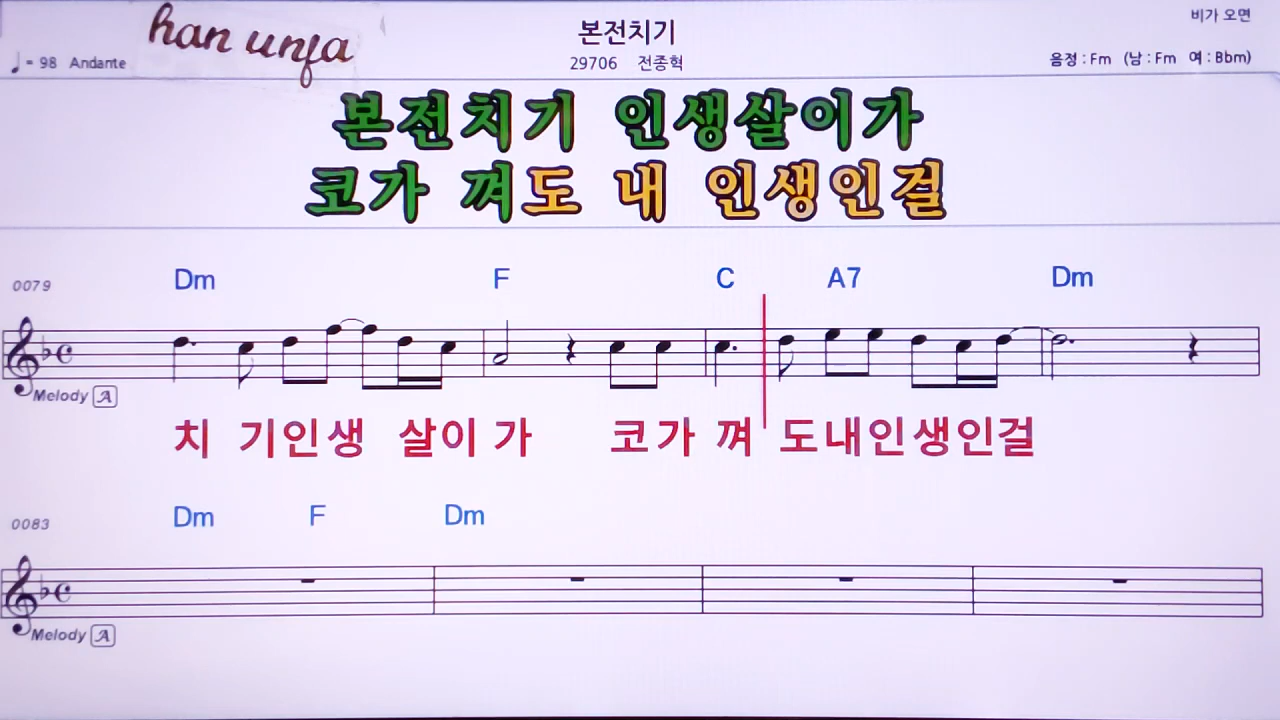 han unfa
본전치기
비가 오면
♩= 98 Andante
29706 전종혁
음정 : Fm (남 : Fm 여 : Bbm)
본전치기 인생살이가
코가 껴도 내 인생인걸
0079
Dm F C A7 Dm
Melody A
치 기인생 살이 가 코가 껴 도내인생인걸
0083
Dm F Dm
Melody A